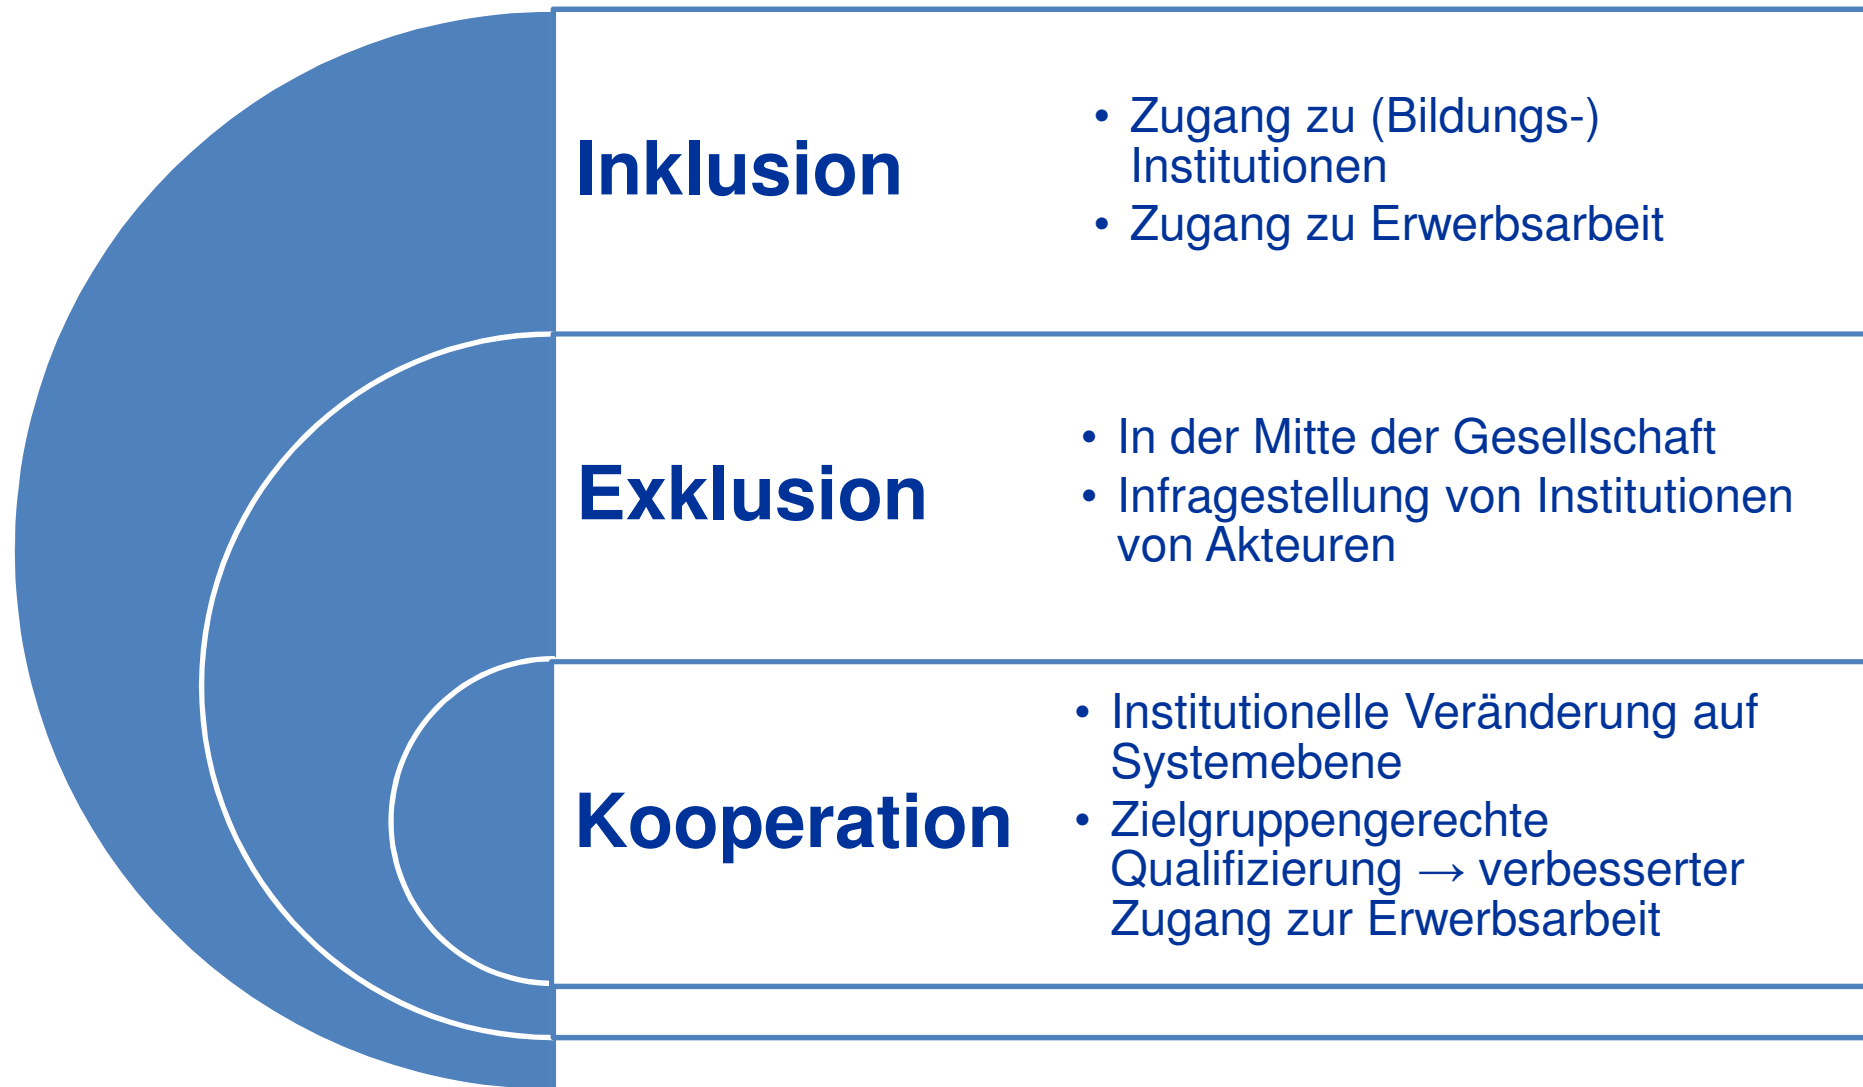 Inklusion
• Zugang zu (Bildungs-)
Institutionen
• Zugang zu Erwerbsarbeit
Exklusion
• In der Mitte der Gesellschaft
• Infragestellung von Institutionen
von Akteuren
Kooperation
• Institutionelle Veränderung auf
Systemebene
• Zielgruppengerechte
Qualifizierung → verbesserter
Zugang zur Erwerbsarbeit